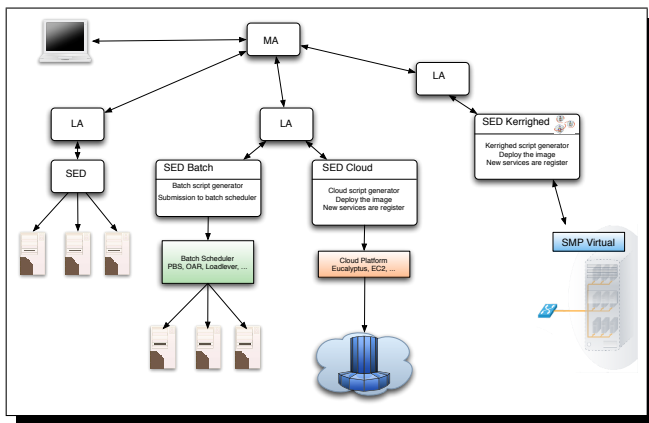 MA
LA
LA
LA
SED
SED Batch
Batch script generator
Submission to batch scheduler
SED Cloud
Cloud script generator
Deploy the image
New services are register
SED Kerrighed
Kerrighed script generator
Deploy the image
New services are register
Batch Scheduler
PBS, OAR, Loadlever, ...
Cloud Platform
Eucalyptus, EC2, ...
SMP Virtual